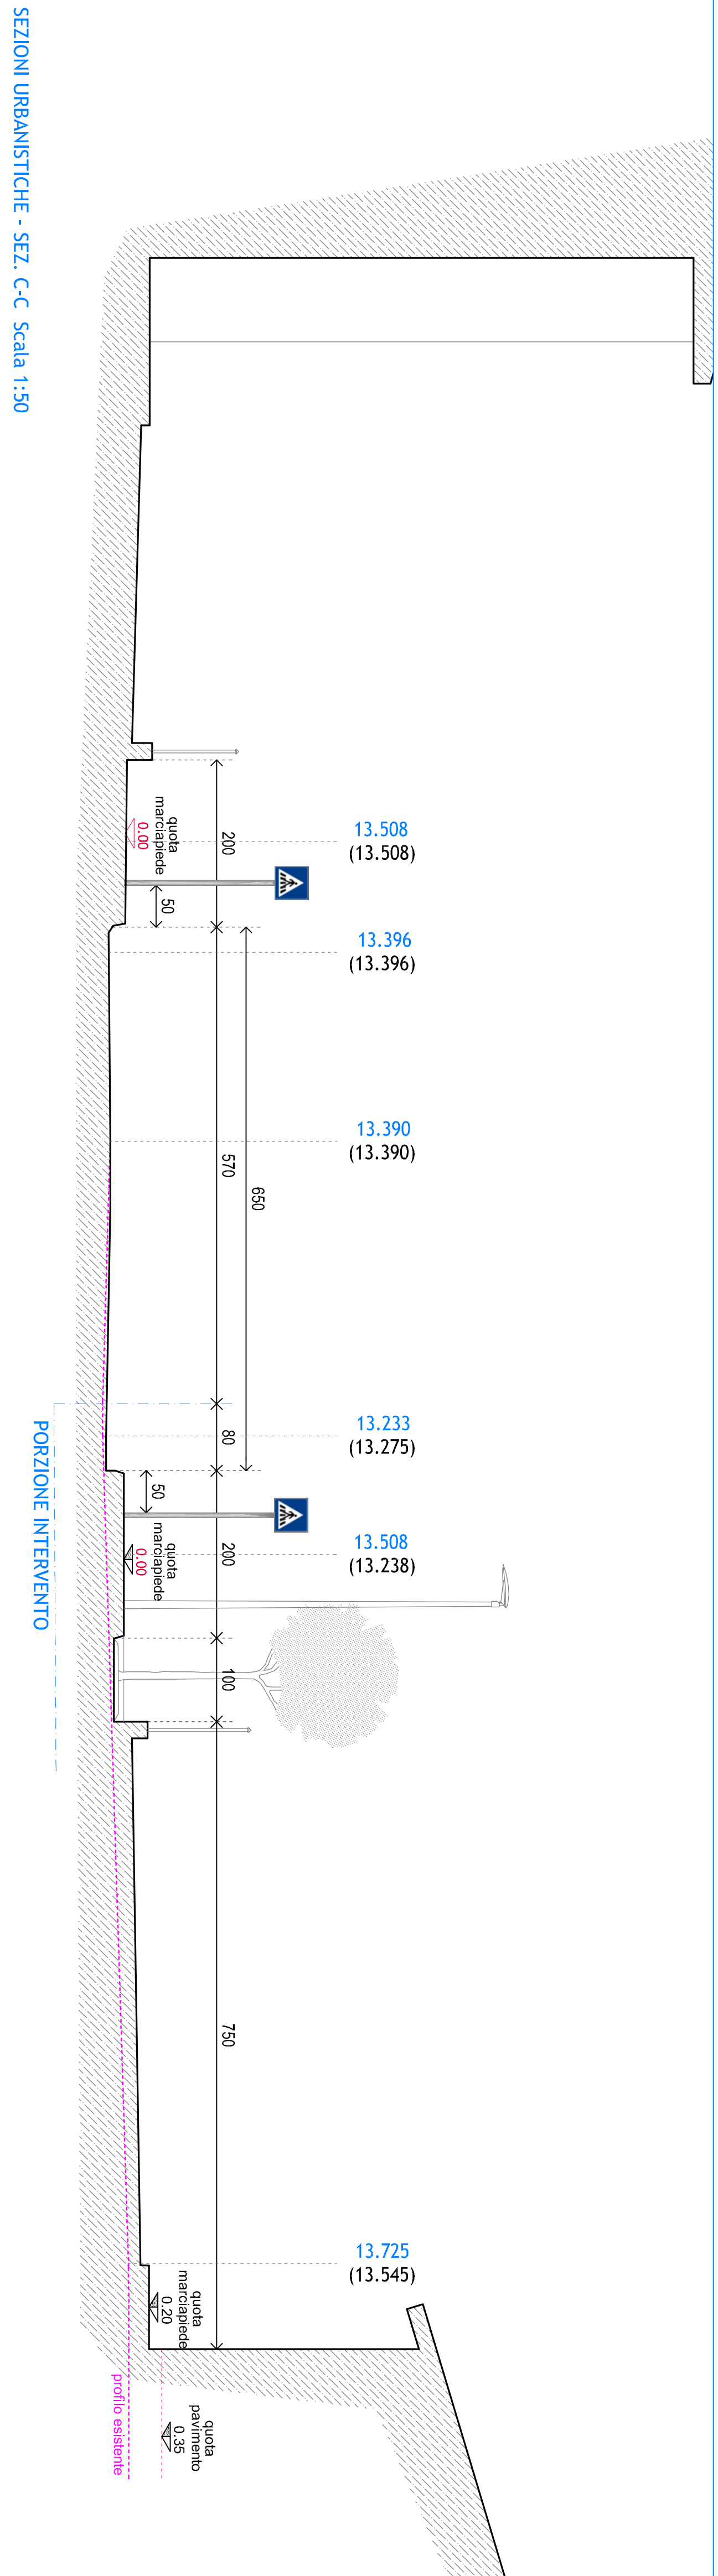 SEZIONI URBANISTICHE - SEZ. C-C Scala 1:50
13.508
(13.508)
13.396
(13.396)
13.390
(13.390)
13.233
(13.275)
13.508
(13.238)
13.725
(13.545)
650
200
570
80
200
100
750
50
50
quota
marciapiede
0.00
quota
marciapiede
0.00
quota
marciapiede
0.20
quota
pavimento
0.35
profilo esistente
PORZIONE INTERVENTO